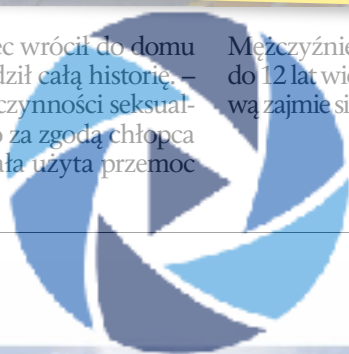 ec wrócił do domu
dził całą historię. –
czynności seksual-
o za zgodą chłopca
ała użyta przemoc
Mężczyźnie
do 12 lat wię
wą zajmie si